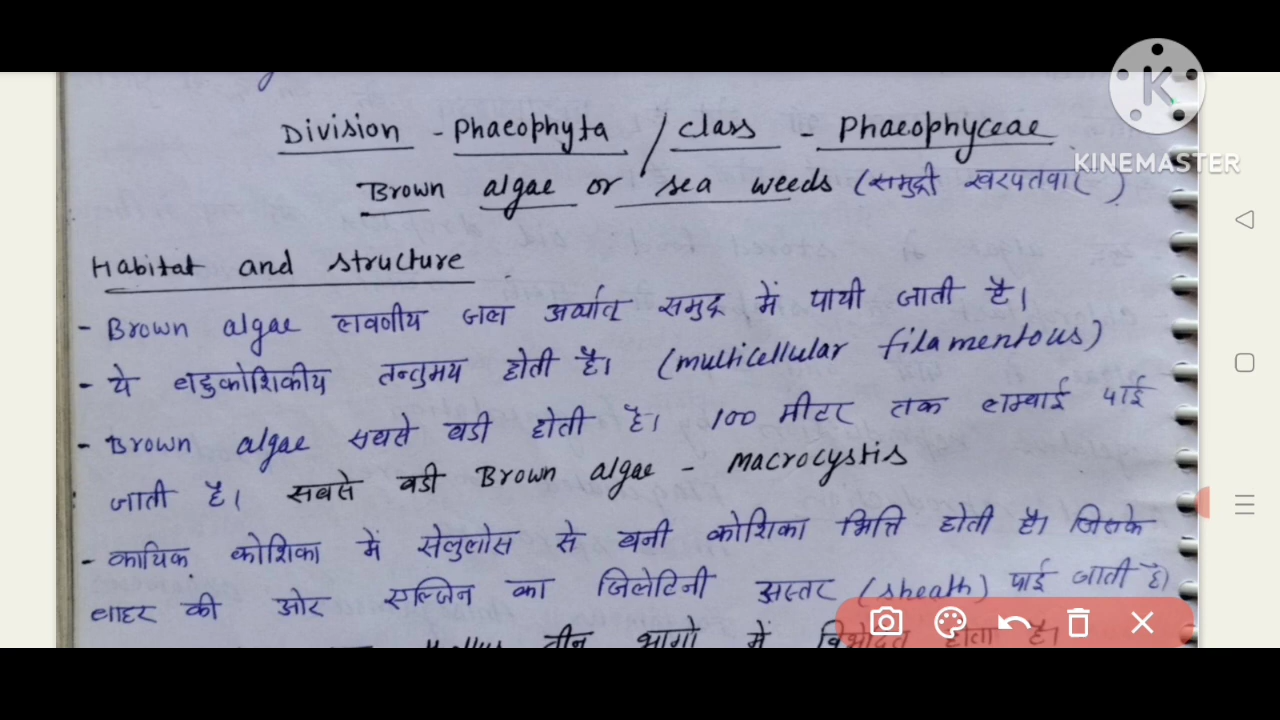 Division - Phaeophyta / class - Phaeophyceae
KINEMASTER
Brown algae or sea weeds (समुद्री खरपतवार)
Habitat and structure
- Brown algae लवणीय जल अर्थात् समुद्र में पायी जाती है।
- ये बहुकोशिकीय तन्तुमय होती है। (multicellular filamentous)
- Brown algae सबसे बडी होती है। 100 मीटर तक लम्बाई पाई
जाती है। सबसे बडी Brown algae - macrocystis
- कायिक कोशिका में सेलुलोस से बनी कोशिका भित्ति होती है। जिसके
बाहर की ओर एल्जिन का जिलेटिनी अस्तर (sheath) पाई जाती है।
तीन भागो में विभेदित होता है।